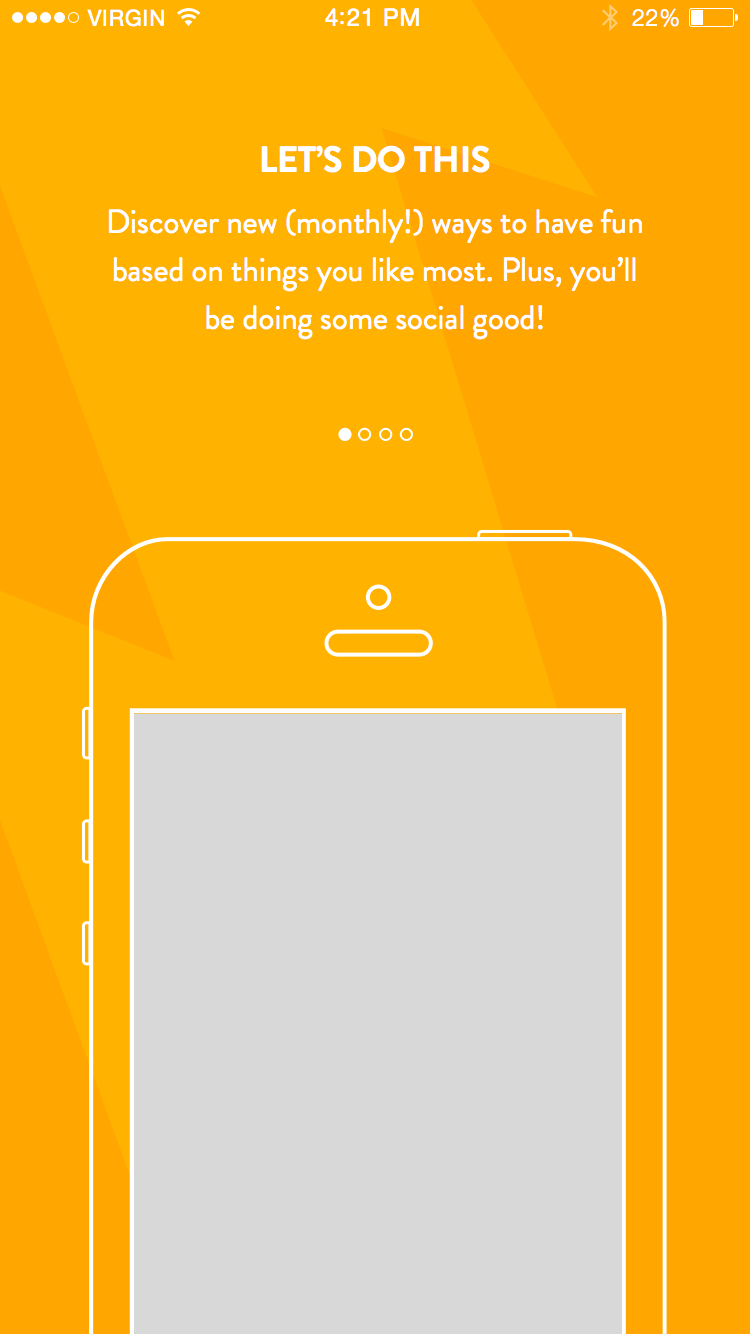 VIRGIN 4:21 PM 22%
LET’S DO THIS
Discover new (monthly!) ways to have fun
based on things you like most. Plus, you’ll
be doing some social good!